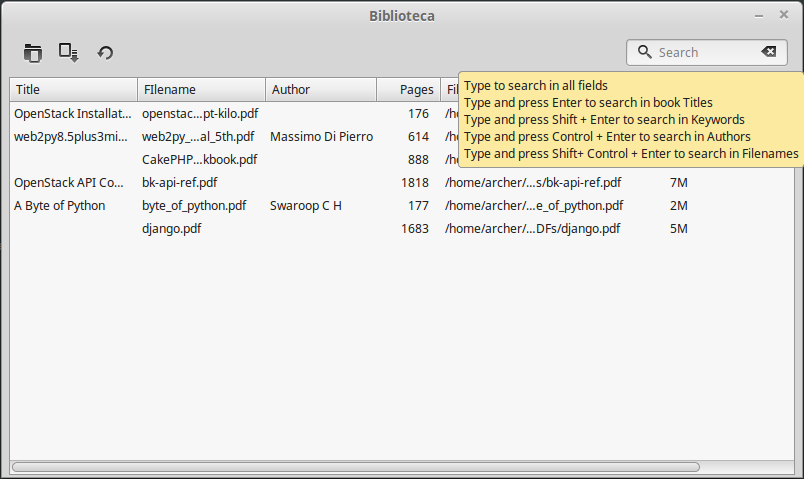 Biblioteca
Search
Title FIlename Author Pages Fil
Type to search in all fields
Type and press Enter to search in book Titles
Type and press Shift + Enter to search in Keywords
Type and press Control + Enter to search in Authors
Type and press Shift+ Control + Enter to search in Filenames
OpenStack Installat... openstac...pt-kilo.pdf 176 /h
web2py8.5plus3mi... web2py_...al_5th.pdf Massimo Di Pierro 614 /h
CakePHP...kbook.pdf 888 /h
OpenStack API Co... bk-api-ref.pdf 1818 /home/archer/...s/bk-api-ref.pdf 7M
A Byte of Python byte_of_python.pdf Swaroop C H 177 /home/archer/...e_of_python.pdf 2M
django.pdf 1683 /home/archer/...DFs/django.pdf 5M